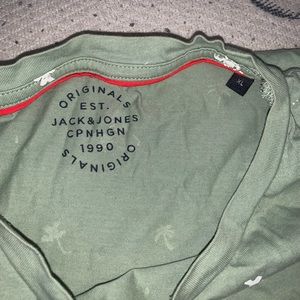 ORIGINALS
EST.
JACK&JONES
CPNHGN
1990
ORIGINALS
XL